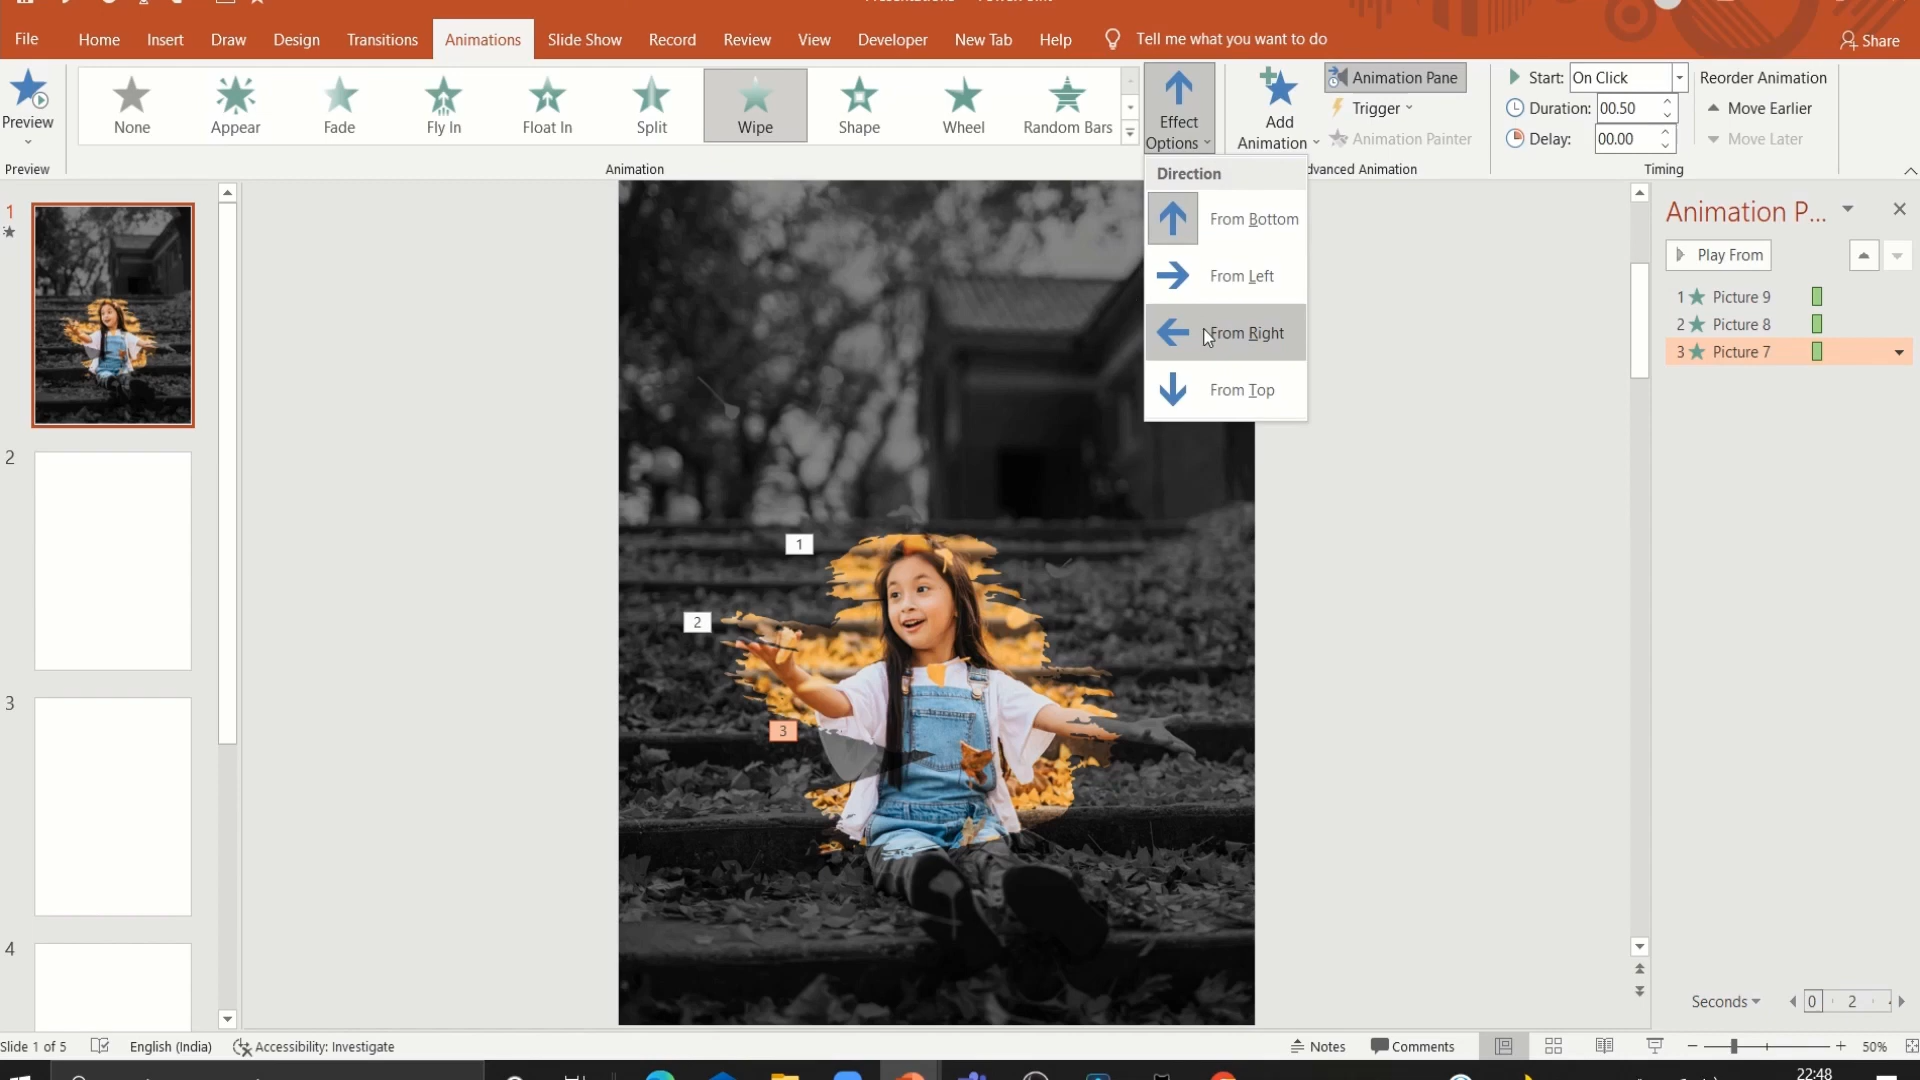 File Home Insert Draw Design Transitions Animations Slide Show Record Review View Developer New Tab Help Tell me what you want to do Share
Preview
Preview
None
Appear
Fade
Fly In
Float In
Split
Wipe
Shape
Wheel
Random Bars
Animation
Effect
Options
Add
Animation
Animation Pane
Trigger
Animation Painter
dvanced Animation
Start: On Click
Duration: 00.50
Delay: 00.00
Reorder Animation
Move Earlier
Move Later
Timing
Direction
From Bottom
From Left
From Right
From Top
Animation P...
Play From
1 Picture 9
2 Picture 8
3 Picture 7
1
2
3
4
1
2
3
Seconds 0 2
Slide 1 of 5 English (India) Accessibility: Investigate Notes Comments 50%
22:48